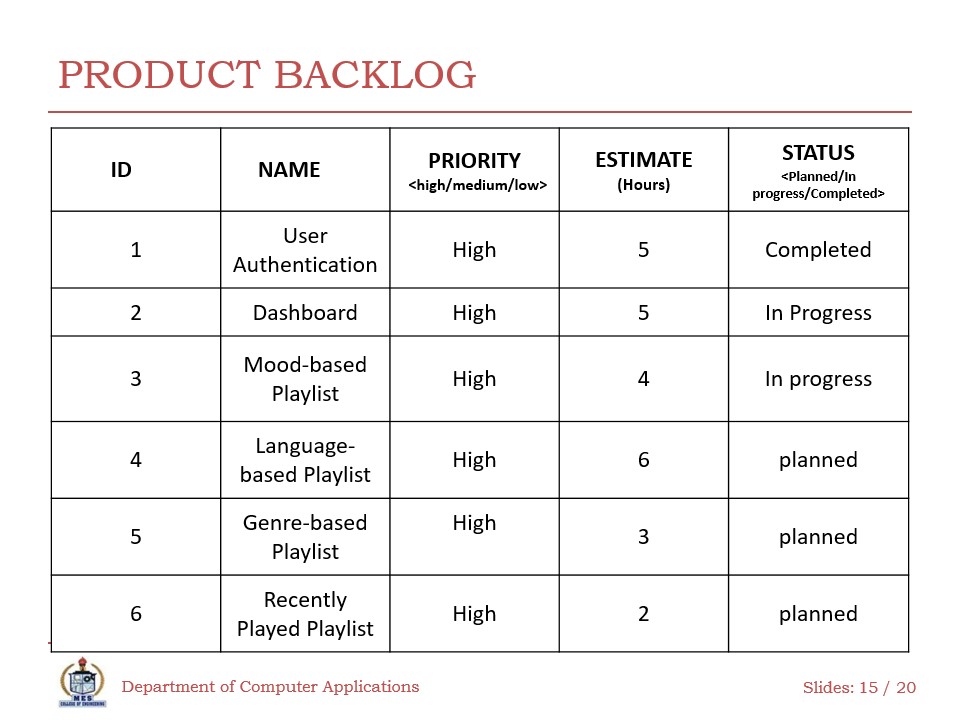 PRODUCT BACKLOG
ID NAME PRIORITY <high/medium/low> ESTIMATE (Hours) STATUS <Planned/In progress/Completed>
1 User Authentication High 5 Completed
2 Dashboard High 5 In Progress
3 Mood-based Playlist High 4 In progress
4 Language-based Playlist High 6 planned
5 Genre-based Playlist High 3 planned
6 Recently Played Playlist High 2 planned
MES
COLLEGE OF ENGINEERING
Department of Computer Applications
Slides: 15 / 20